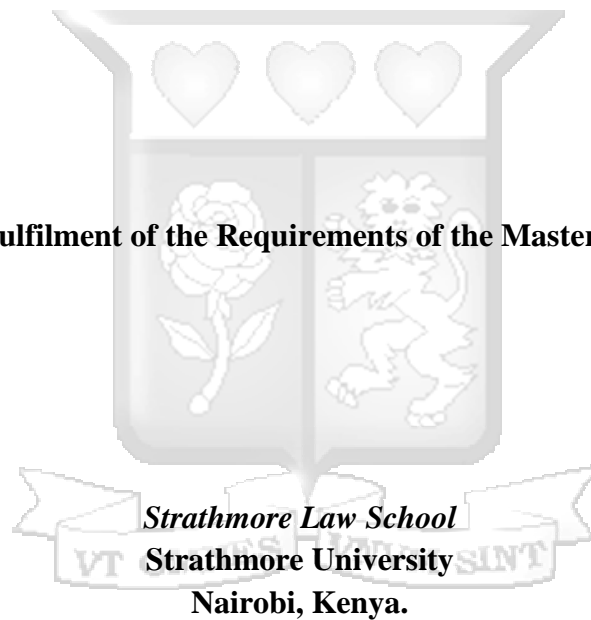 ulfilment of the Requirements of the Master
Strathmore Law School
Strathmore University
VT SINT
Nairobi, Kenya.